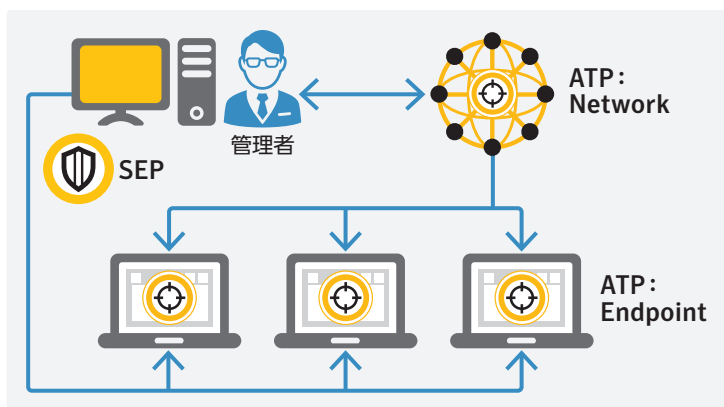 ATP：
Network
管理者
SEP
ATP：
Endpoint